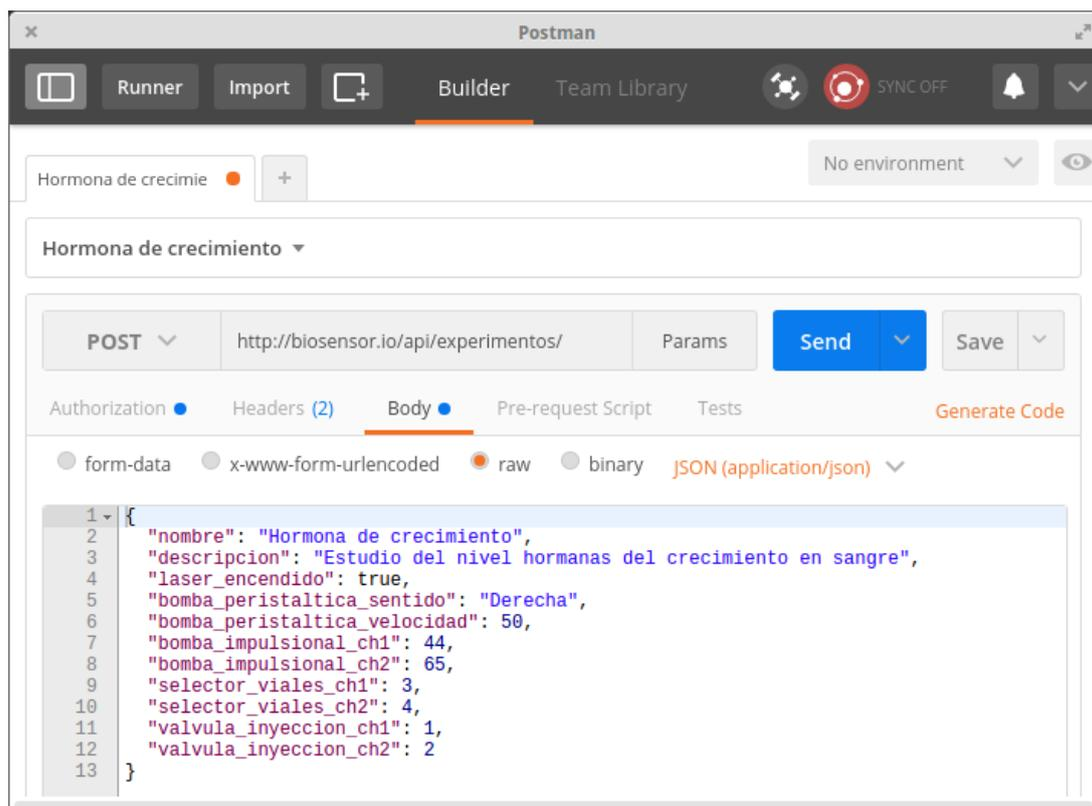 Postman
Runner Import Builder Team Library SYNC OFF
Hormona de crecimie + No environment
Hormona de crecimiento
POST http://biosensor.io/api/experimentos/ Params Send Save
Authorization Headers (2) Body Pre-request Script Tests Generate Code
form-data x-www-form-urlencoded raw binary JSON (application/json)
1 {
2 "nombre": "Hormona de crecimiento",
3 "descripcion": "Estudio del nivel hormanas del crecimiento en sangre",
4 "laser_encendido": true,
5 "bomba_peristaltica_sentido": "Derecha",
6 "bomba_peristaltica_velocidad": 50,
7 "bomba_impulsional_ch1": 44,
8 "bomba_impulsional_ch2": 65,
9 "selector_viales_ch1": 3,
10 "selector_viales_ch2": 4,
11 "valvula_inyeccion_ch1": 1,
12 "valvula_inyeccion_ch2": 2
13 }